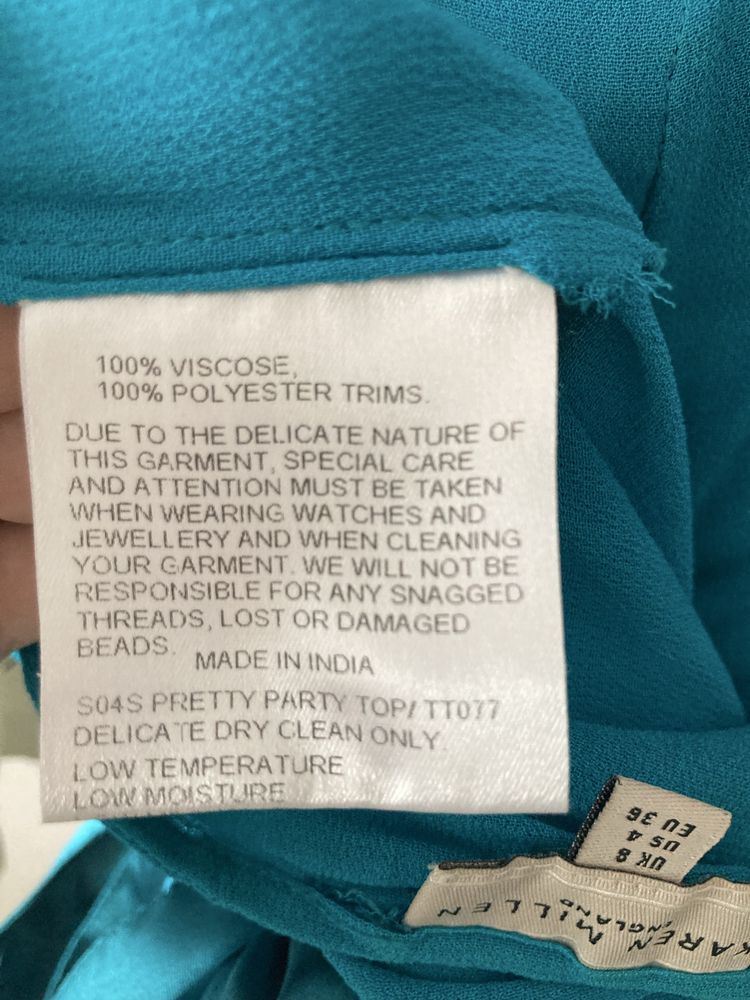 100% VISCOSE,
100% POLYESTER TRIMS.
DUE TO THE DELICATE NATURE OF
THIS GARMENT, SPECIAL CARE
AND ATTENTION MUST BE TAKEN
WHEN WEARING WATCHES AND
JEWELLERY AND WHEN CLEANING
YOUR GARMENT. WE WILL NOT BE
RESPONSIBLE FOR ANY SNAGGED
THREADS, LOST OR DAMAGED
BEADS.
MADE IN INDIA
S04S PRETTY PARTY TOP/ TT077
DELICATE DRY CLEAN ONLY.
LOW TEMPERATURE
LOW MOISTURE
UK 8
US 4
EU 36
KAREN MILLEN
ENGLAND